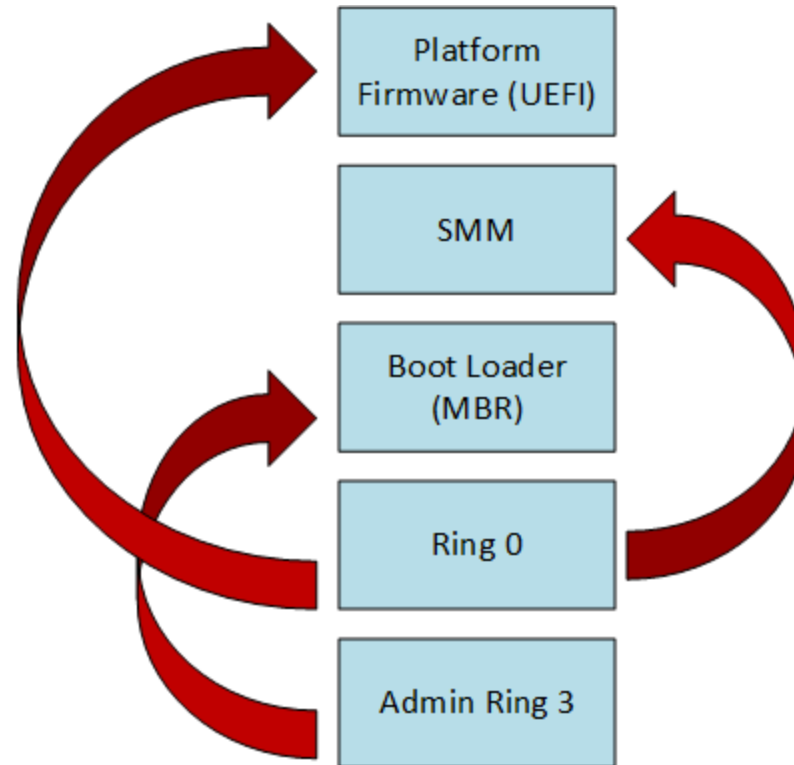 Platform
Firmware (UEFI)
SMM
Boot Loader
(MBR)
Ring 0
Admin Ring 3